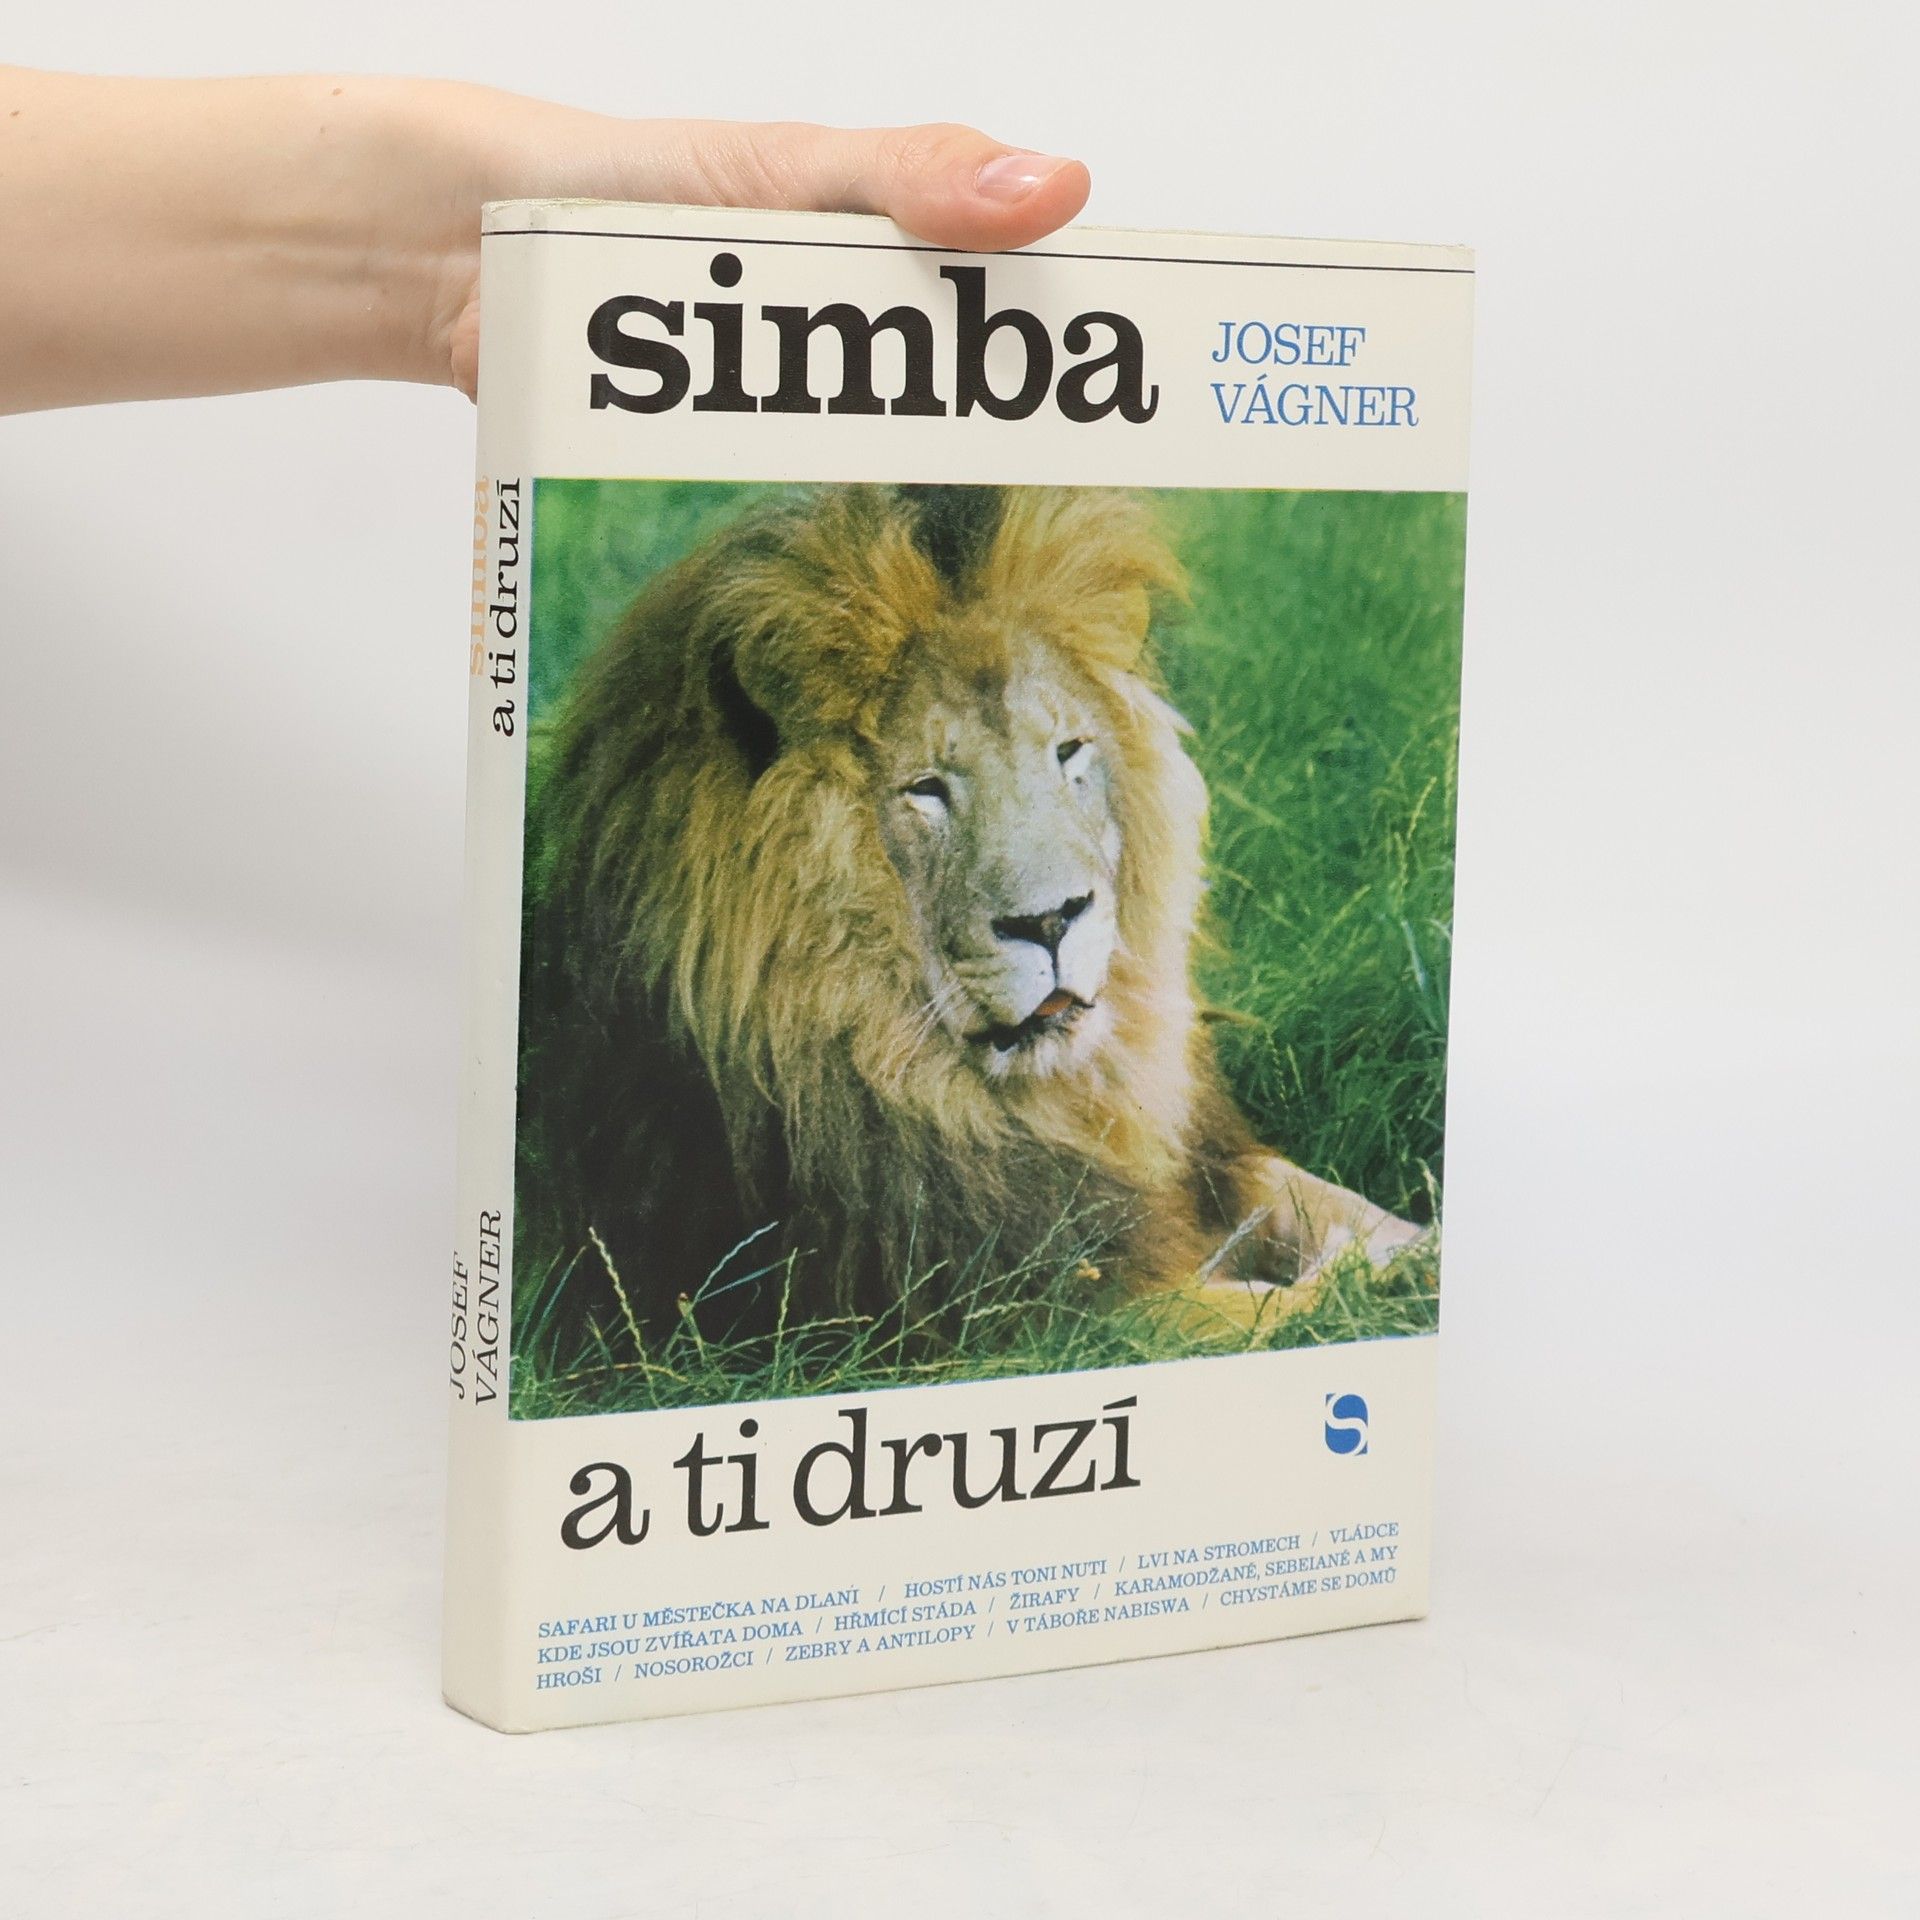 simba
JOSEF
VÁGNER
simba
a ti druzí
JOSEF
VÁGNER
a ti druzí
S
SAFARI U MĚSTEČKA NA DLANI / HOSTÍ NÁS TONI NUTI / LVI NA STROMECH / VLÁDCE
KDE JSOU ZVÍŘATA DOMA / HŘMÍCÍ STÁDA / ŽIRAFY / KARAMODŽANÉ, SEBEIANÉ A MY
HROŠI / NOSOROŽCI / ZEBRY A ANTILOPY / V TÁBOŘE NABISWA / CHYSTÁME SE DOMŮ